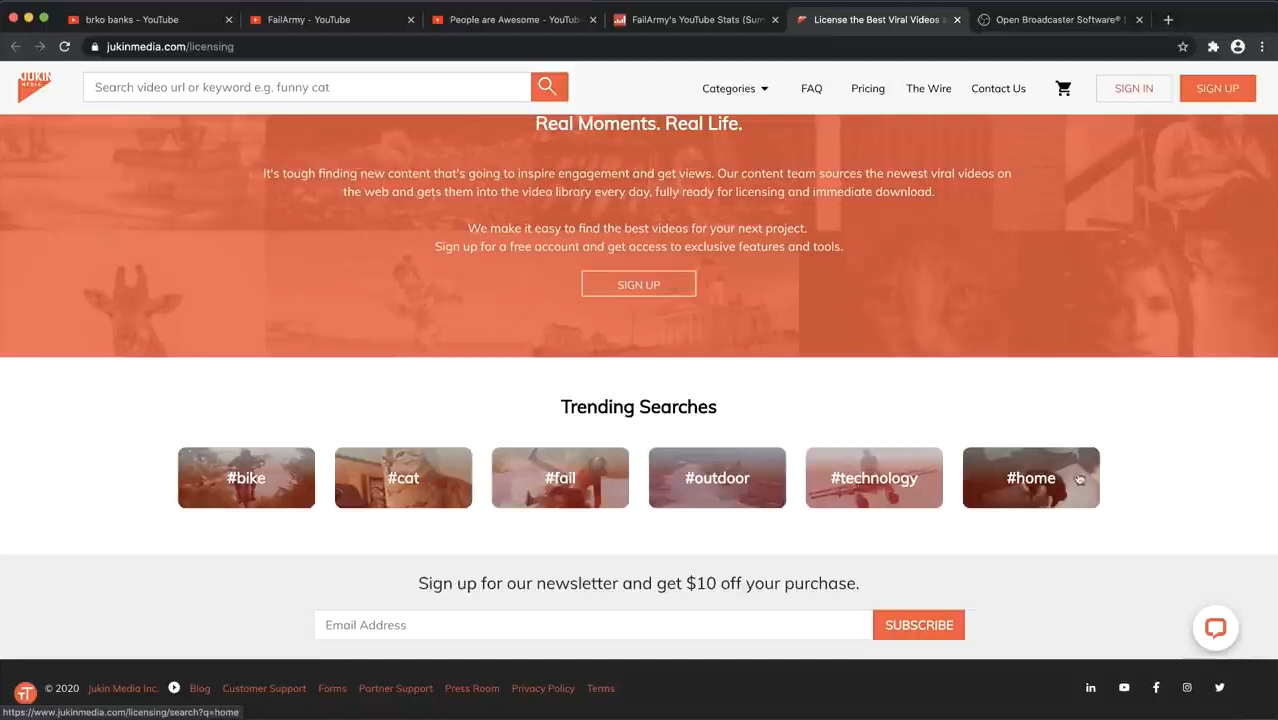 brko banks - YouTube
FailArmy - YouTube
People are Awesome - YouTub
FailArmy's YouTube Stats (Sum
License the Best Viral Videos
Open Broadcaster Software® |
jukinmedia.com/licensing
JUKIN
MEDIA
Search video url or keyword e.g. funny cat
Categories
FAQ
Pricing
The Wire
Contact Us
SIGN IN
SIGN UP
Real Moments. Real Life.
It's tough finding new content that's going to inspire engagement and get views. Our content team sources the newest viral videos on
the web and gets them into the video library every day, fully ready for licensing and immediate download.
We make it easy to find the best videos for your next project.
Sign up for a free account and get access to exclusive features and tools.
SIGN UP
Trending Searches
#bike
#cat
#fail
#outdoor
#technology
#home
Sign up for our newsletter and get $10 off your purchase.
Email Address
SUBSCRIBE
© 2020
Jukin Media Inc.
Blog
Customer Support
Forms
Partner Support
Press Room
Privacy Policy
Terms
https://www.jukinmedia.com/licensing/search?q=home